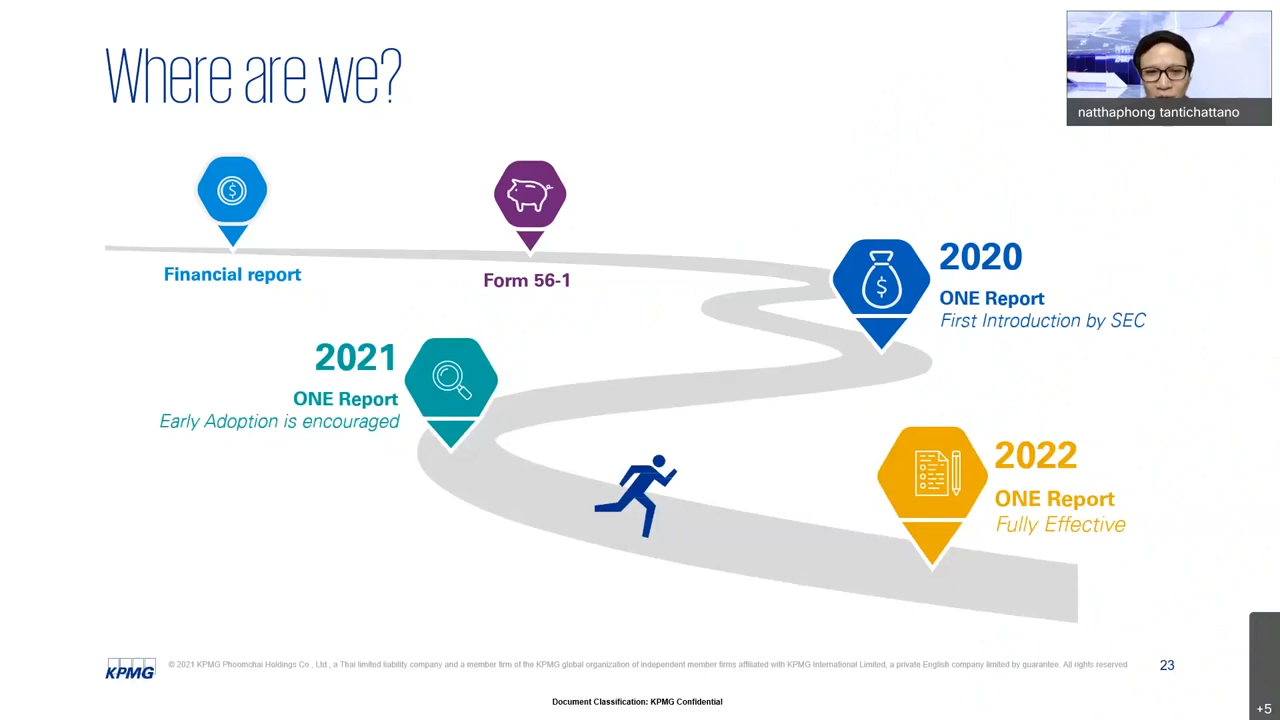 Where are we?
natthaphong tantichattano
Financial report
Form 56-1
2020
ONE Report
First Introduction by SEC
2021
ONE Report
Early Adoption is encouraged
2022
ONE Report
Fully Effective
KPMG
© 2021 KPMG Phoomchai Holdings Co., Ltd., a Thai limited liability company and a member firm of the KPMG global organization of independent member firms affiliated with KPMG International Limited, a private English company limited by guarantee. All rights reserved
23
Document Classification: KPMG Confidential
+5